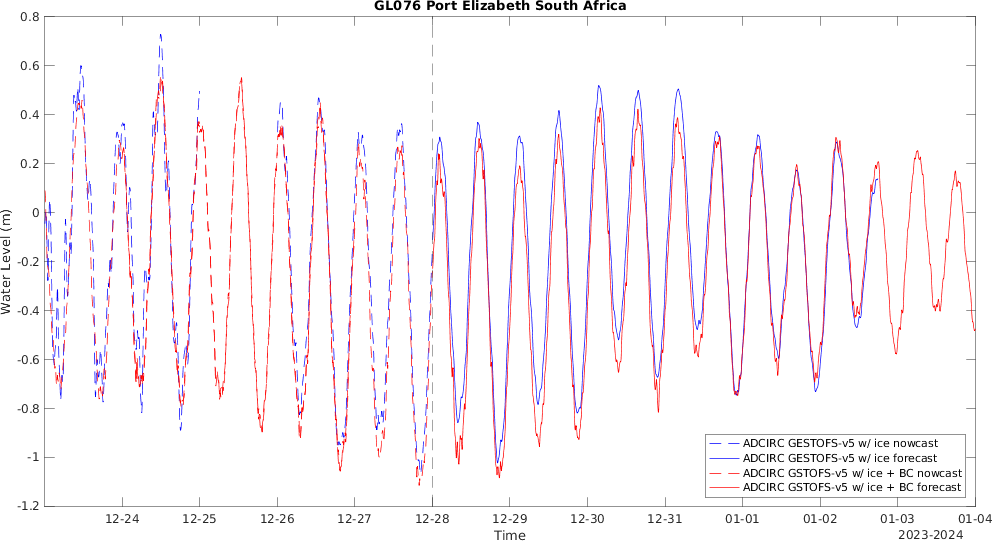 GL076 Port Elizabeth South Africa
0.8
0.6
0.4
0.2
0
-0.2
-0.4
-0.6
-0.8
-1
-1.2
Water Level (m)
12-24 12-25 12-26 12-27 12-28 12-29 12-30 12-31 01-01 01-02 01-03 01-04
Time
2023-2024
ADCIRC GESTOFS-v5 w/ ice nowcast
ADCIRC GESTOFS-v5 w/ ice forecast
ADCIRC GSTOFS-v5 w/ ice + BC nowcast
ADCIRC GSTOFS-v5 w/ ice + BC forecast